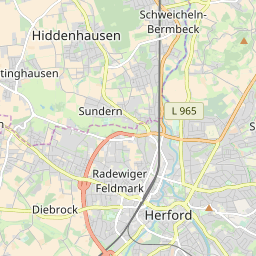 Schweicheln-
Bermbeck
Hiddenhausen
tinghausen
L 965
Sundern
S
n
Radewiger
Feldmark
Diebrock
Herford